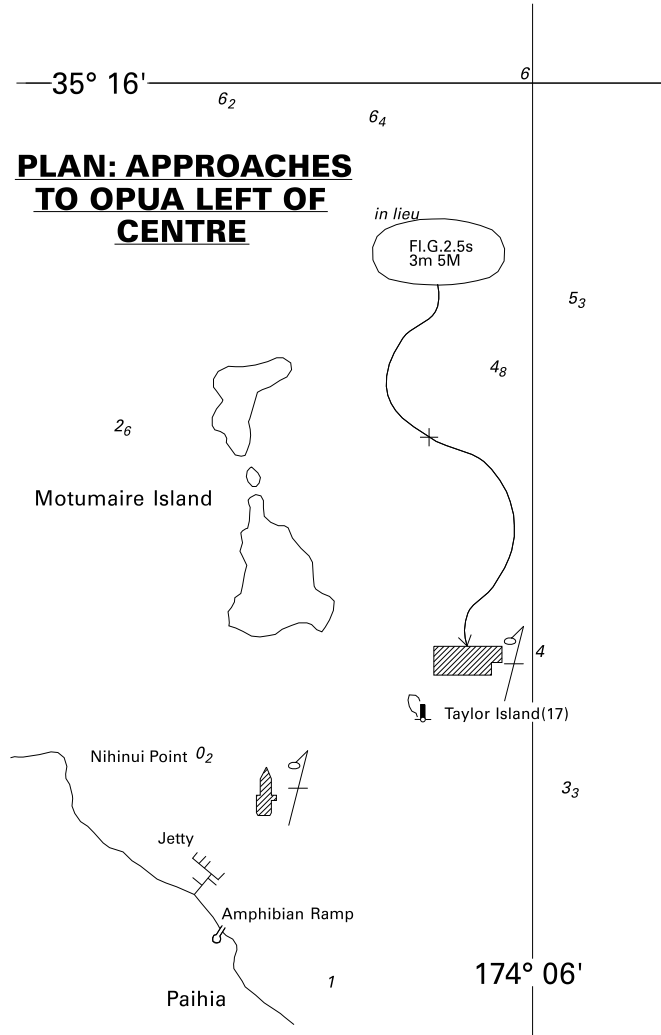 6
35° 16'
6₂
6₄
PLAN: APPROACHES
TO OPUA LEFT OF
CENTRE
in lieu
Fl.G.2.5s
3m 5M
5₃
4₈
2₆
Motumaire Island
4
Taylor Island(17)
Nihinui Point 0₂
3₃
Jetty
Amphibian Ramp
174° 06'
1
Paihia